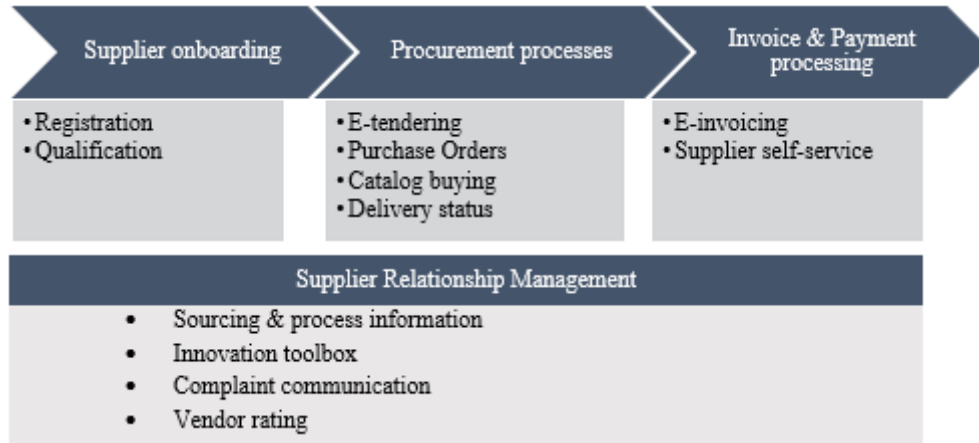 Supplier onboarding
Procurement processes
Invoice & Payment
processing
•Registration
•Qualification
•E-tendering
•Purchase Orders
•Catalog buying
•Delivery status
•E-invoicing
•Supplier self-service
Supplier Relationship Management
• Sourcing & process information
• Innovation toolbox
• Complaint communication
• Vendor rating